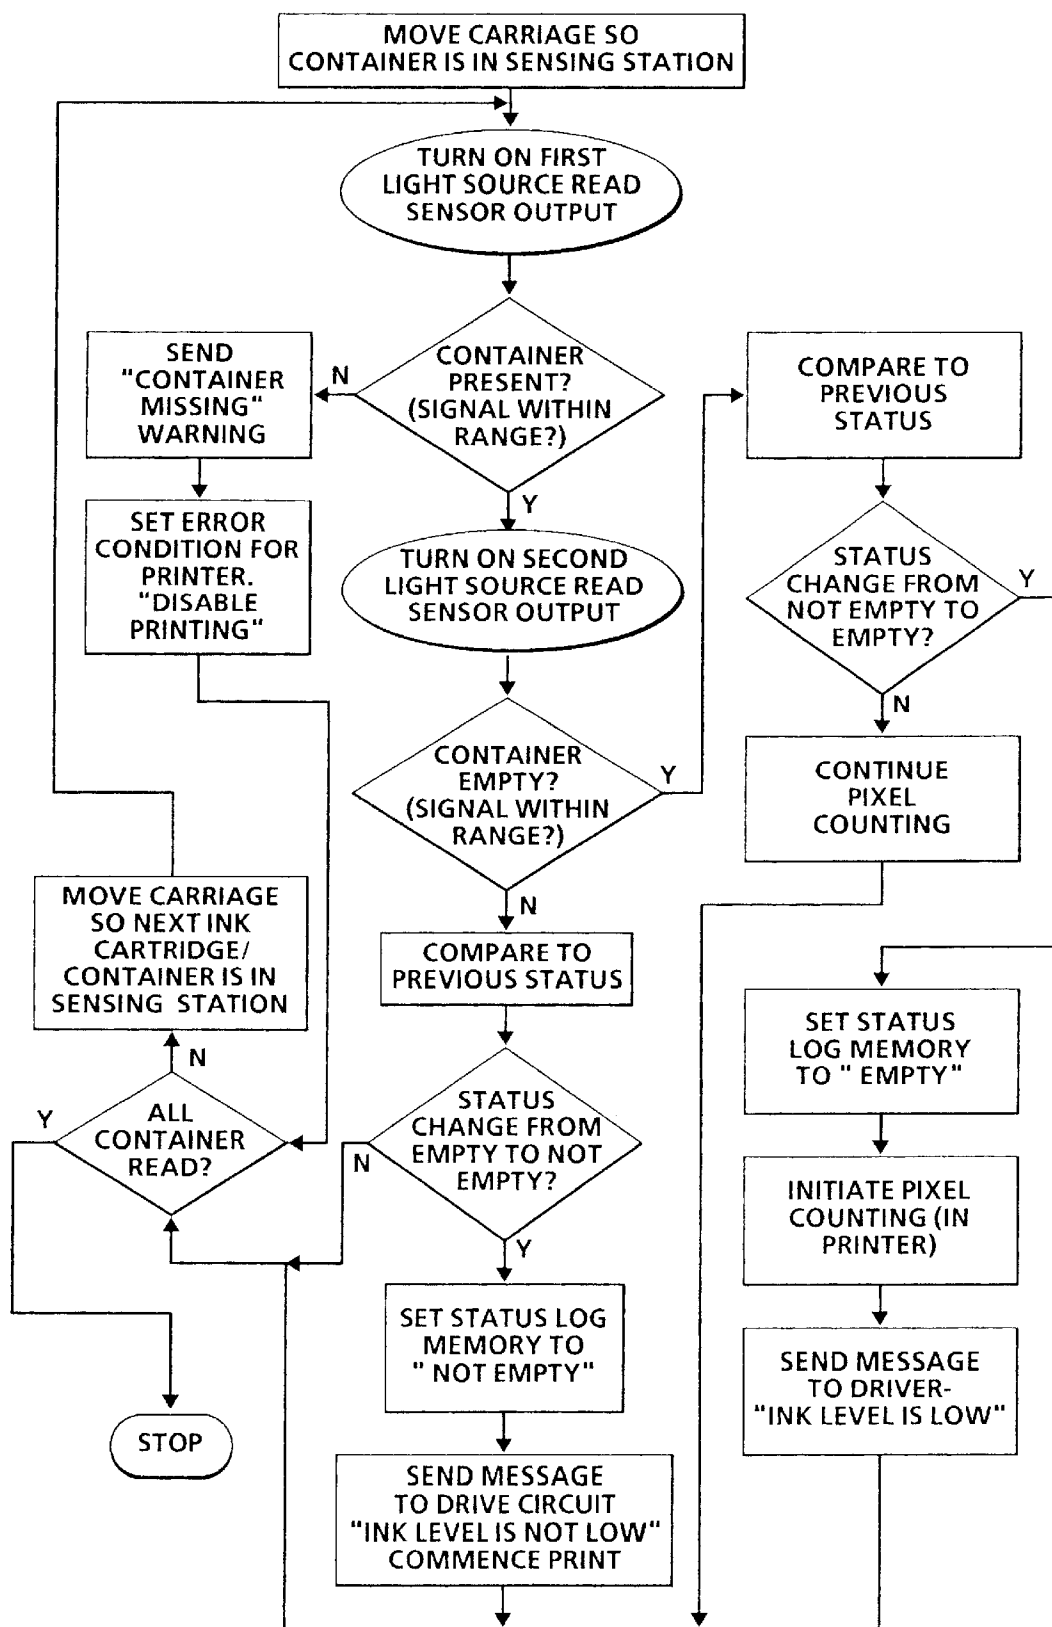 MOVE CARRIAGE SO
CONTAINER IS IN SENSING STATION
TURN ON FIRST
LIGHT SOURCE READ
SENSOR OUTPUT
CONTAINER
PRESENT?
(SIGNAL WITHIN
RANGE?)
N
Y
SEND
"CONTAINER
MISSING"
WARNING
SET ERROR
CONDITION FOR
PRINTER.
"DISABLE
PRINTING"
TURN ON SECOND
LIGHT SOURCE READ
SENSOR OUTPUT
CONTAINER
EMPTY?
(SIGNAL WITHIN
RANGE?)
Y
N
COMPARE TO
PREVIOUS
STATUS
STATUS
CHANGE FROM
NOT EMPTY TO
EMPTY?
Y
N
CONTINUE
PIXEL
COUNTING
SET STATUS
LOG MEMORY
TO " EMPTY"
INITIATE PIXEL
COUNTING (IN
PRINTER)
SEND MESSAGE
TO DRIVER-
"INK LEVEL IS LOW"
COMPARE TO
PREVIOUS STATUS
STATUS
CHANGE FROM
EMPTY TO NOT
EMPTY?
N
Y
SET STATUS LOG
MEMORY TO
" NOT EMPTY"
SEND MESSAGE
TO DRIVE CIRCUIT
"INK LEVEL IS NOT LOW"
COMMENCE PRINT
MOVE CARRIAGE
SO NEXT INK
CARTRIDGE/
CONTAINER IS IN
SENSING STATION
N
Y
ALL
CONTAINER
READ?
STOP